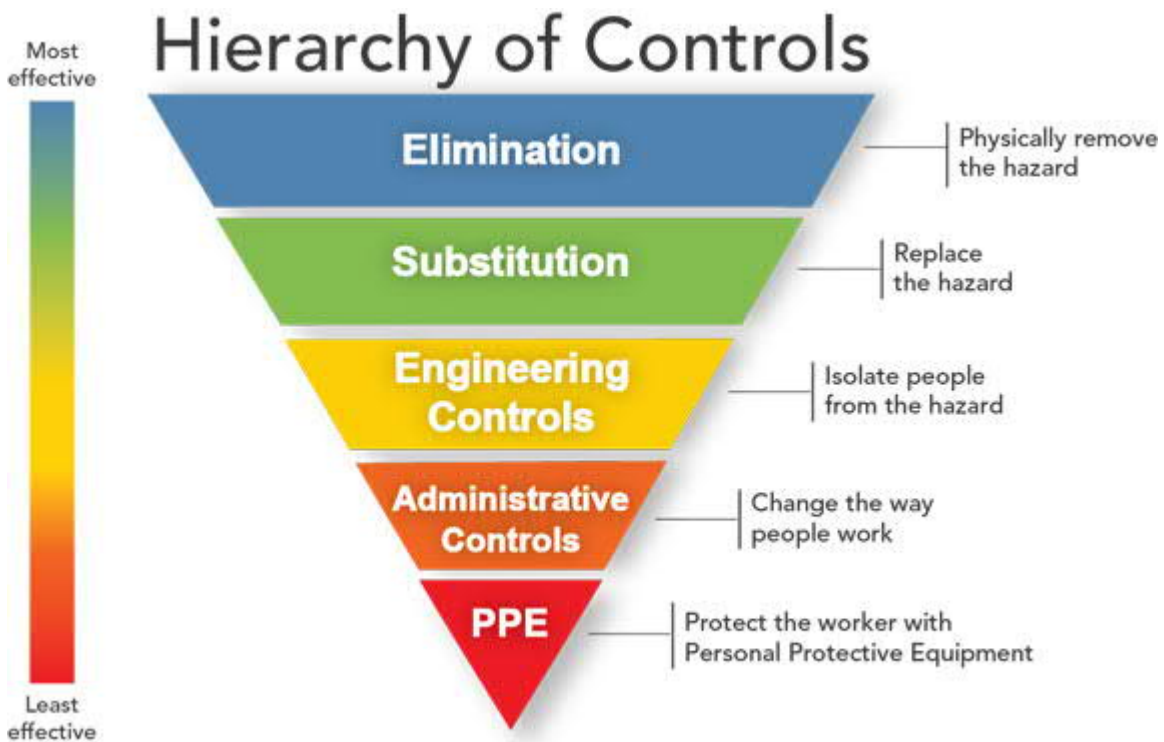 Hierarchy of Controls
Most
effective
Elimination
Physically remove
the hazard
Substitution
Replace
the hazard
Engineering
Controls
Isolate people
from the hazard
Administrative
Controls
Change the way
people work
PPE
Protect the worker with
Personal Protective Equipment
Least
effective